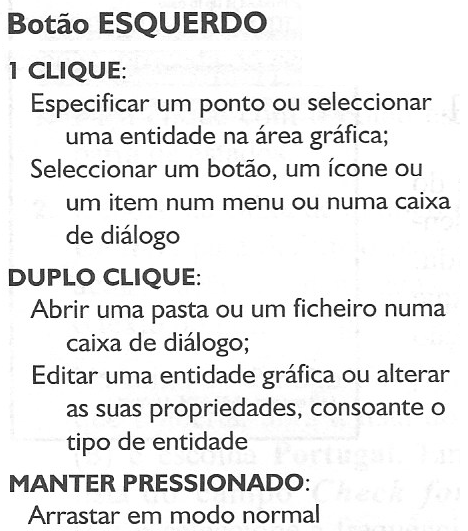 Botão ESQUERDO
1 CLIQUE:
Especificar um ponto ou seleccionar
uma entidade na área gráfica;
Seleccionar um botão, um ícone ou
um item num menu ou numa caixa
de diálogo
DUPLO CLIQUE:
Abrir uma pasta ou um ficheiro numa
caixa de diálogo;
Editar uma entidade gráfica ou alterar
as suas propriedades, consoante o
tipo de entidade
MANTER PRESSIONADO:
Arrastar em modo normal